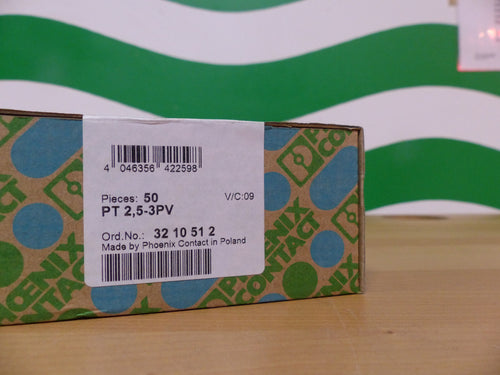 4 046356 422598
Pieces: 50
V/C:09
PT 2,5-3PV
Ord.No.: 32 10 51 2
Made by Phoenix Contact in Poland
PHOENIX
CONTACT
PHOENIX
CONTACT